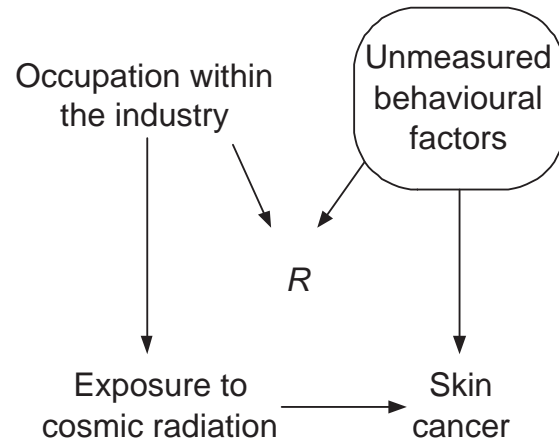 Occupation within
the industry
Unmeasured
behavioural
factors
R
Exposure to
cosmic radiation
Skin
cancer